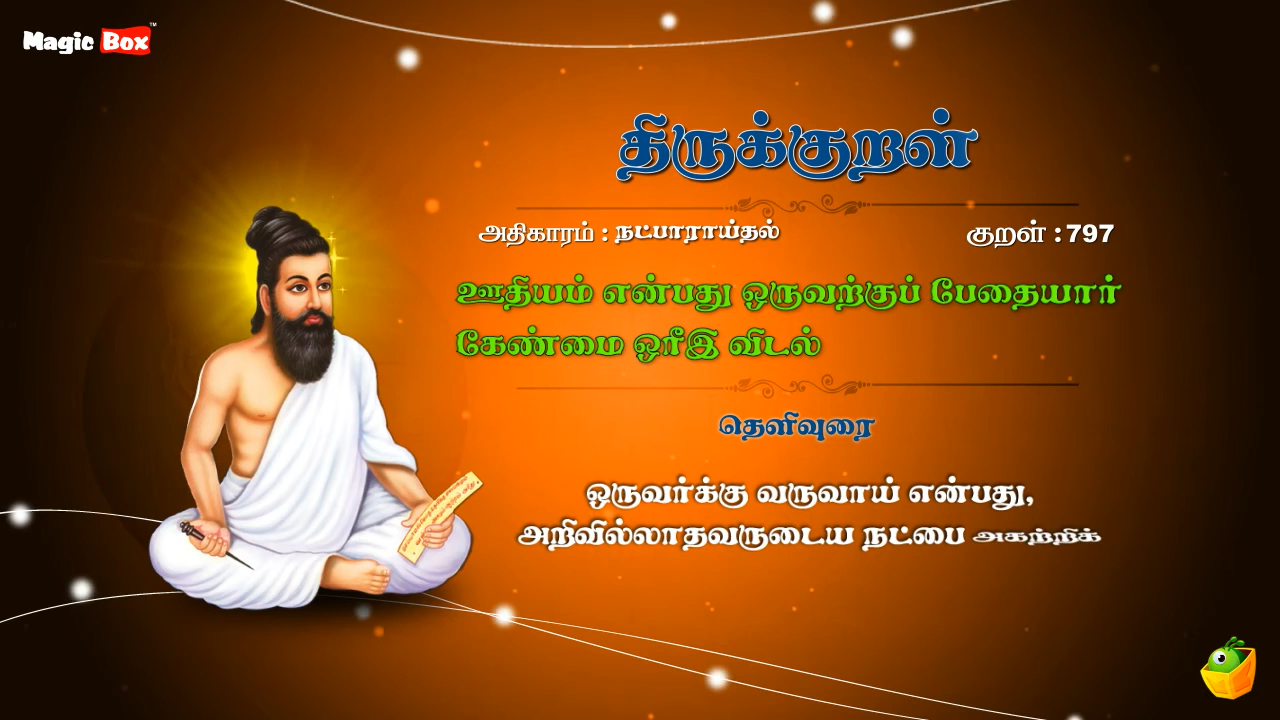 Magic Box™
திருக்குறள்
அதிகாரம் : நட்பாராய்தல்
குறள் : 797
ஊதியம் என்பது ஒருவற்குப் பேதையார்
கேண்மை ஒரீஇ விடல்
தெளிவுரை
ஒருவர்க்கு வருவாய் என்பது,
அறிவில்லாதவருடைய நட்பை அகற்றிக்